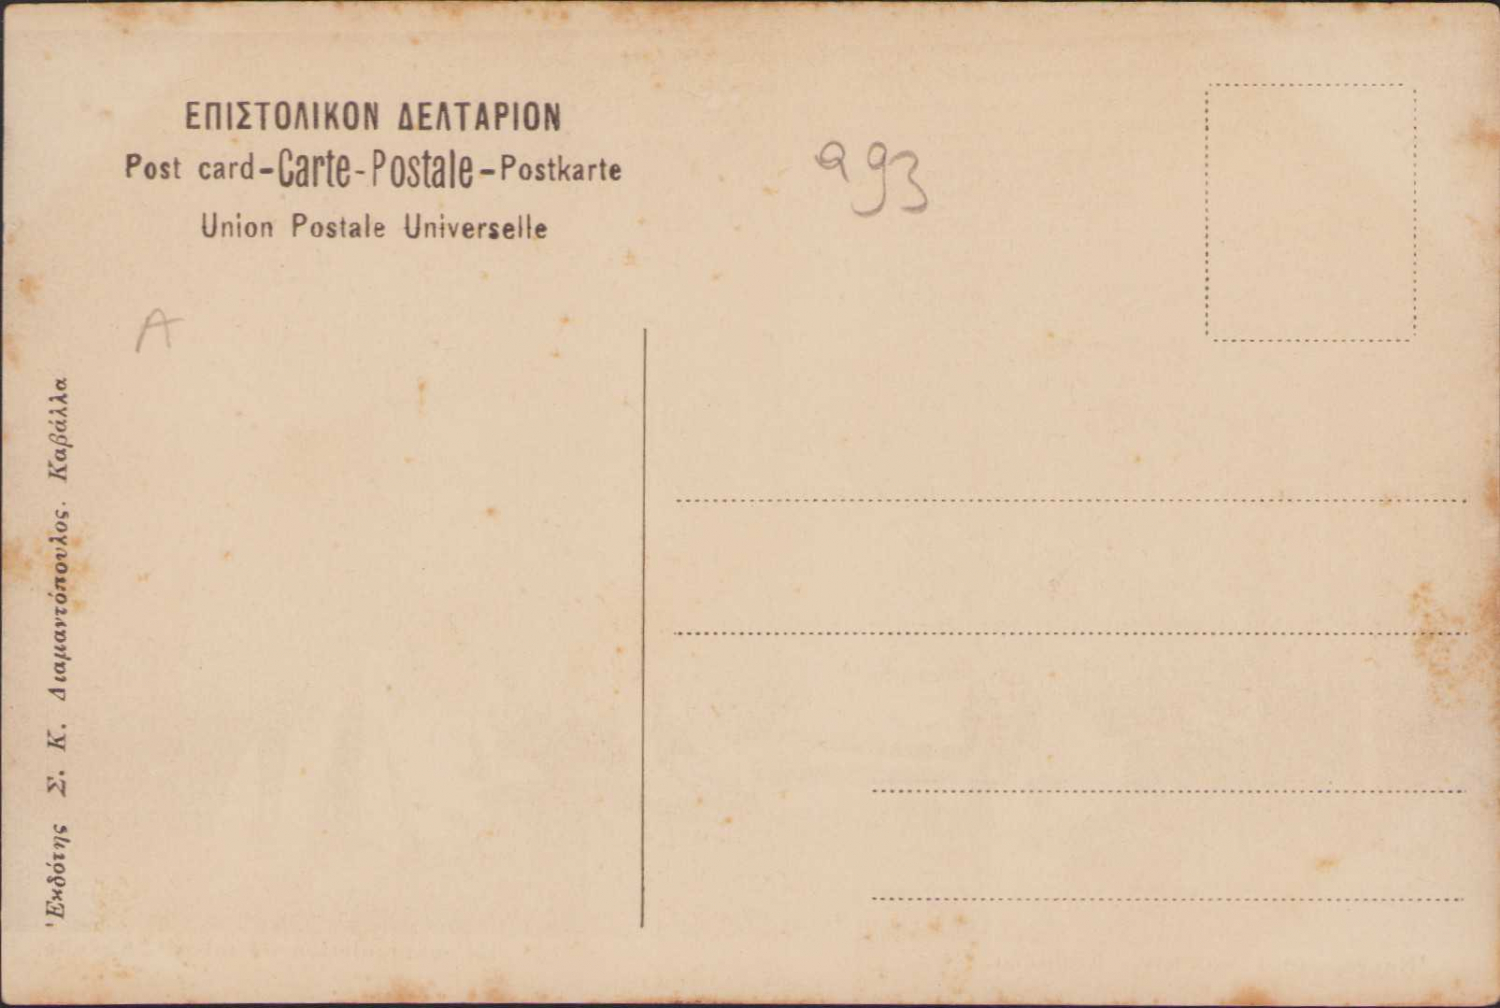 ΕΠΙΣΤΟΛΙΚΟΝ ΔΕΛΤΑΡΙΟΝ
Post card - Carte - Postale - Postkarte
Union Postale Universelle
993
A
Ἐκδότης Σ. Κ. Διαμαντόπουλος. Καβάλλα